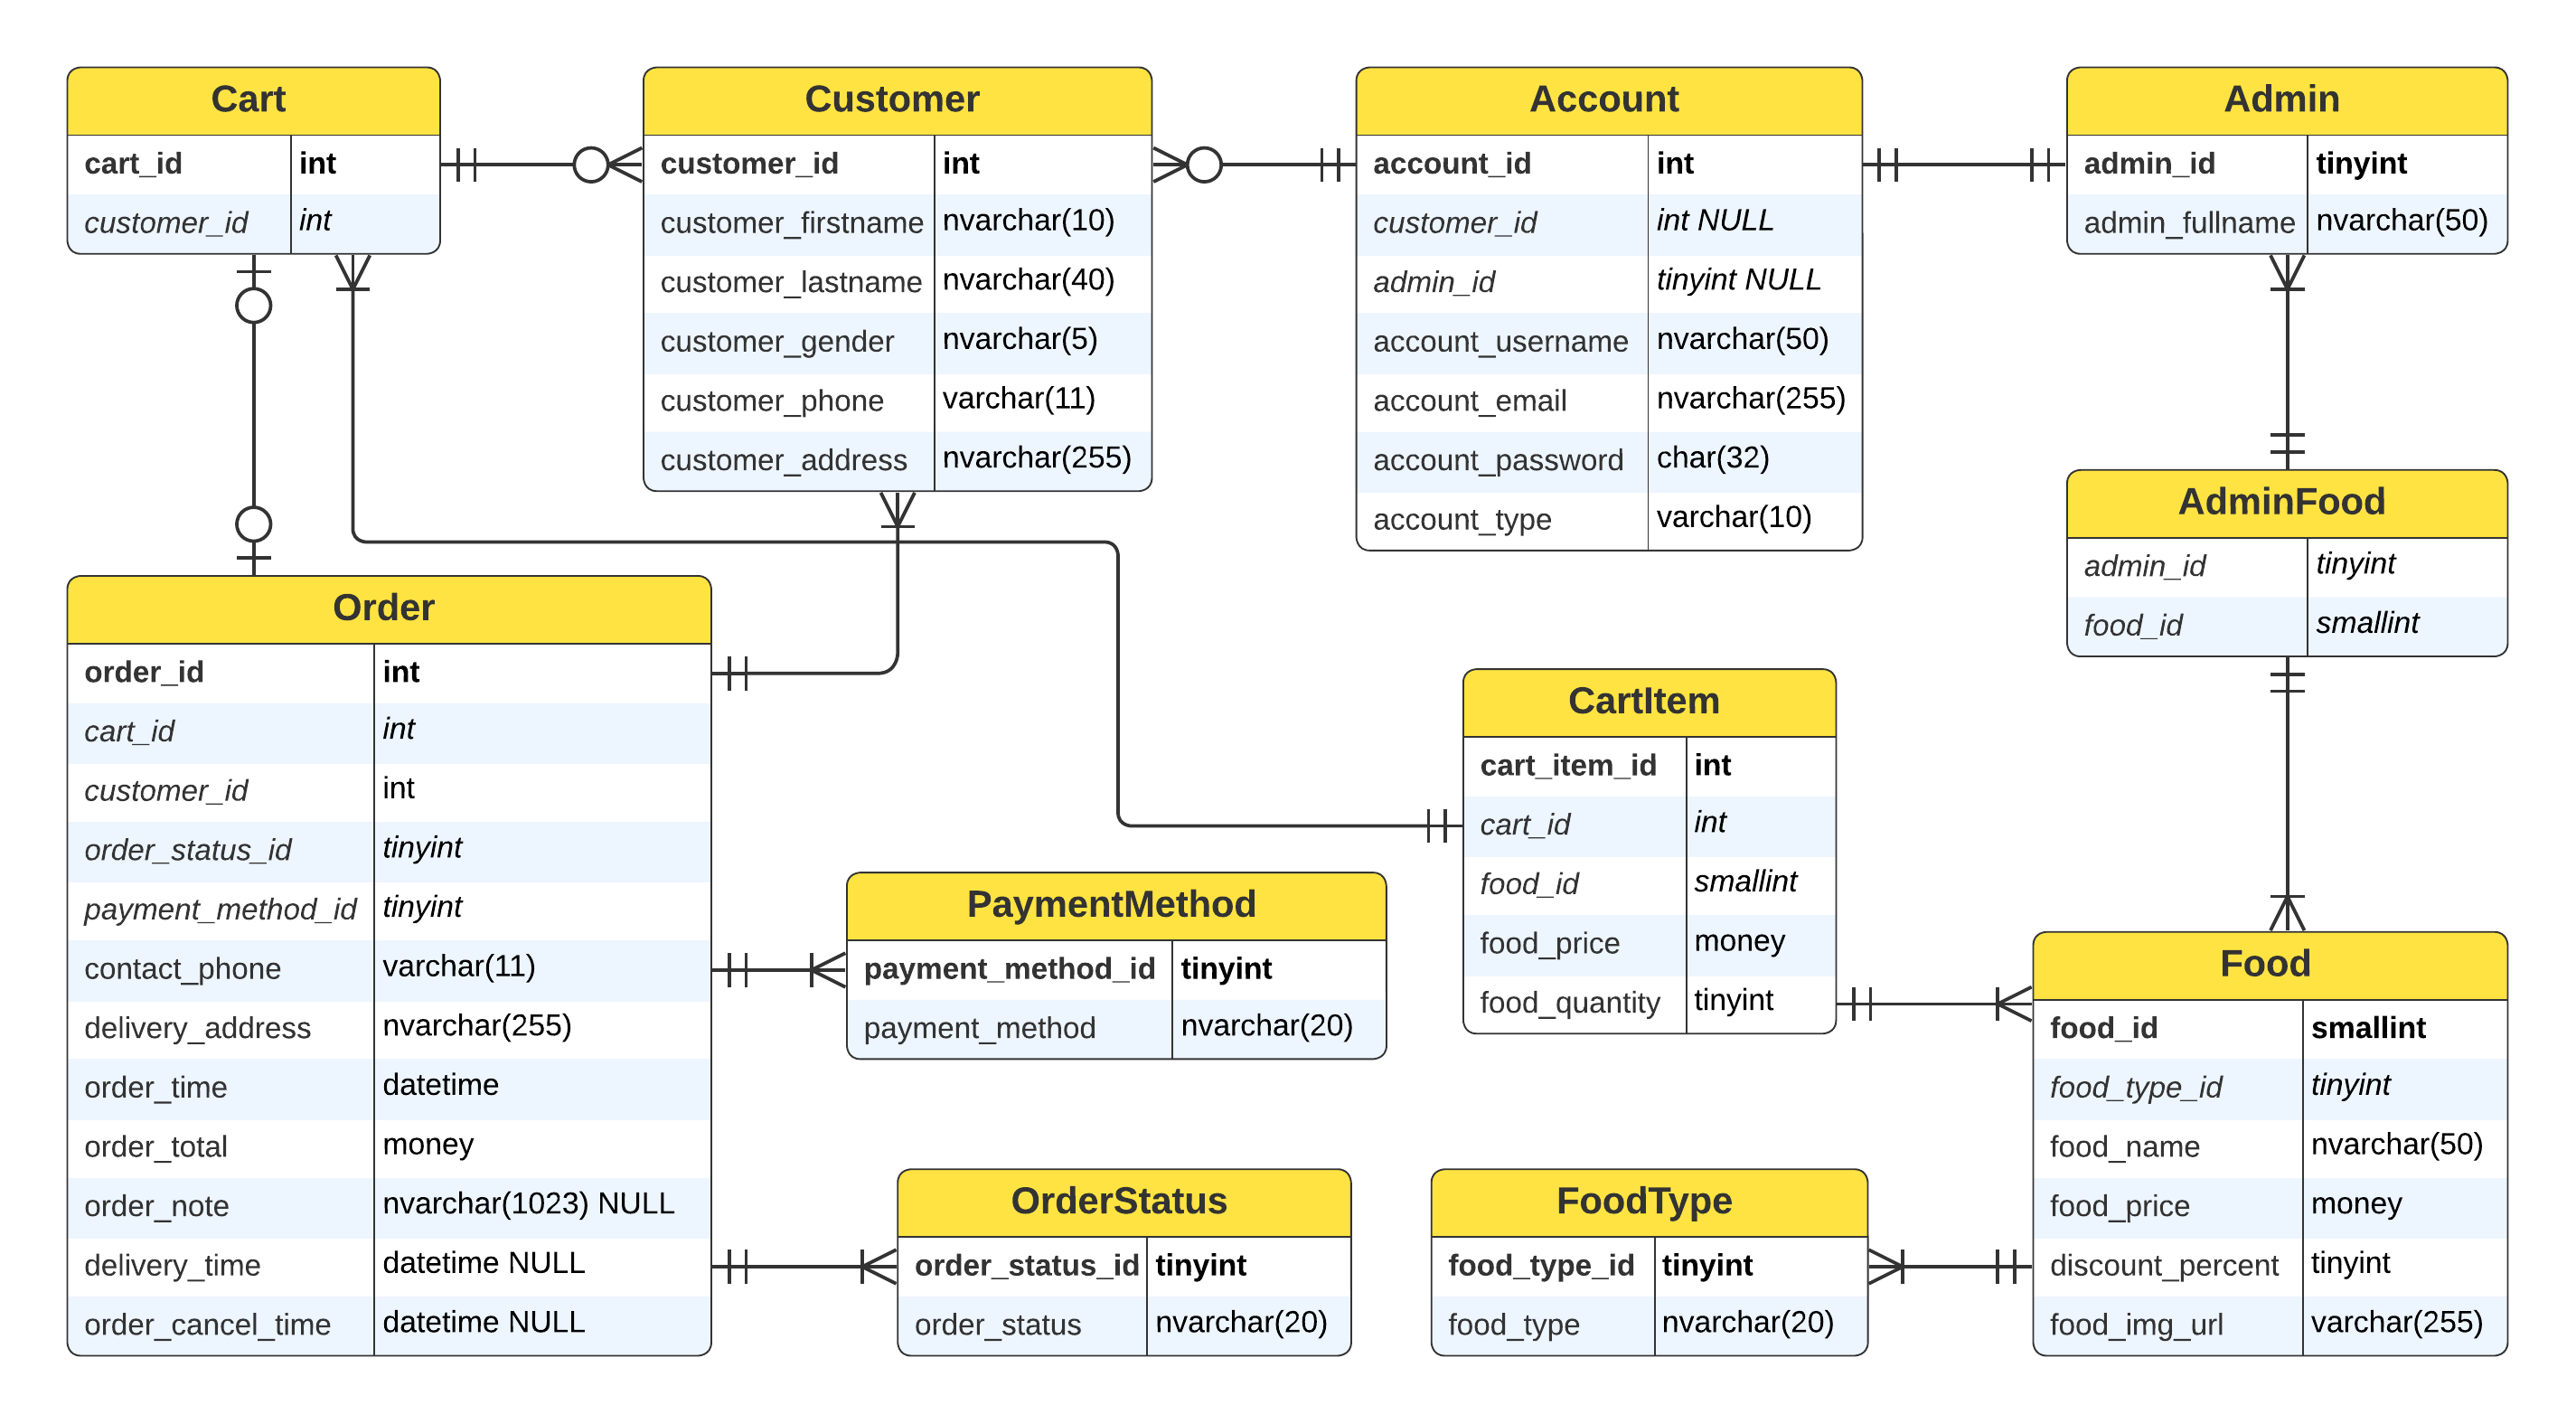 Cart
cart_id int
customer_id int
Customer
customer_id int
customer_firstname nvarchar(10)
customer_lastname nvarchar(40)
customer_gender nvarchar(5)
customer_phone varchar(11)
customer_address nvarchar(255)
Account
account_id int
customer_id int NULL
admin_id tinyint NULL
account_username nvarchar(50)
account_email nvarchar(255)
account_password char(32)
account_type varchar(10)
Admin
admin_id tinyint
admin_fullname nvarchar(50)
AdminFood
admin_id tinyint
food_id smallint
Order
order_id int
cart_id int
customer_id int
order_status_id tinyint
payment_method_id tinyint
contact_phone varchar(11)
delivery_address nvarchar(255)
order_time datetime
order_total money
order_note nvarchar(1023) NULL
delivery_time datetime NULL
order_cancel_time datetime NULL
CartItem
cart_item_id int
cart_id int
food_id smallint
food_price money
food_quantity tinyint
PaymentMethod
payment_method_id tinyint
payment_method nvarchar(20)
Food
food_id smallint
food_type_id tinyint
food_name nvarchar(50)
food_price money
discount_percent tinyint
food_img_url varchar(255)
OrderStatus
order_status_id tinyint
order_status nvarchar(20)
FoodType
food_type_id tinyint
food_type nvarchar(20)